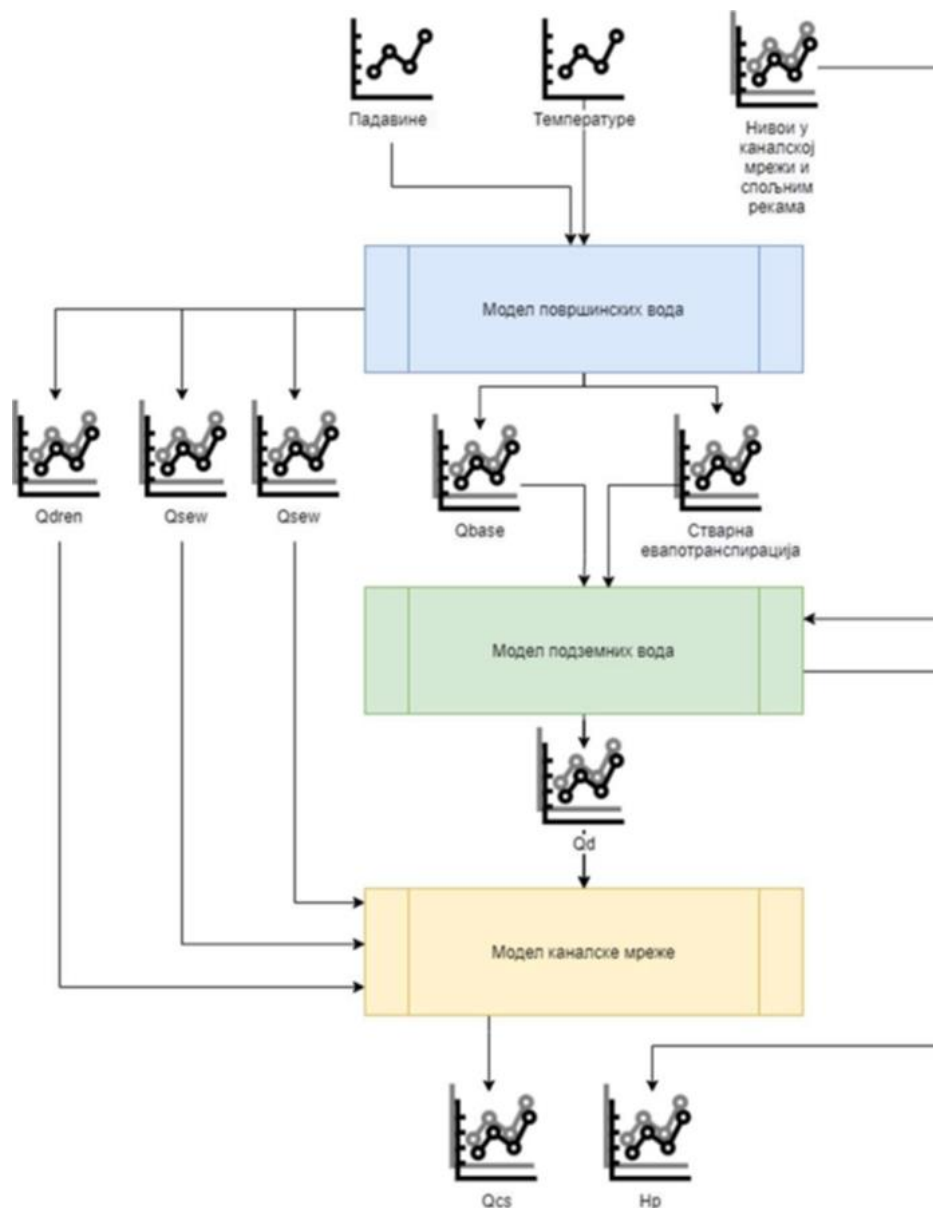 Падавине
Температуре
Нивои у
каналској
мрежи и
спољним
рекама
Модел површинских вода
Qdren
Qsew
Qsew
Qbase
Стварна
евапотранспирација
Модел подземних вода
Qd
Модел каналске мреже
Qcs
Hp